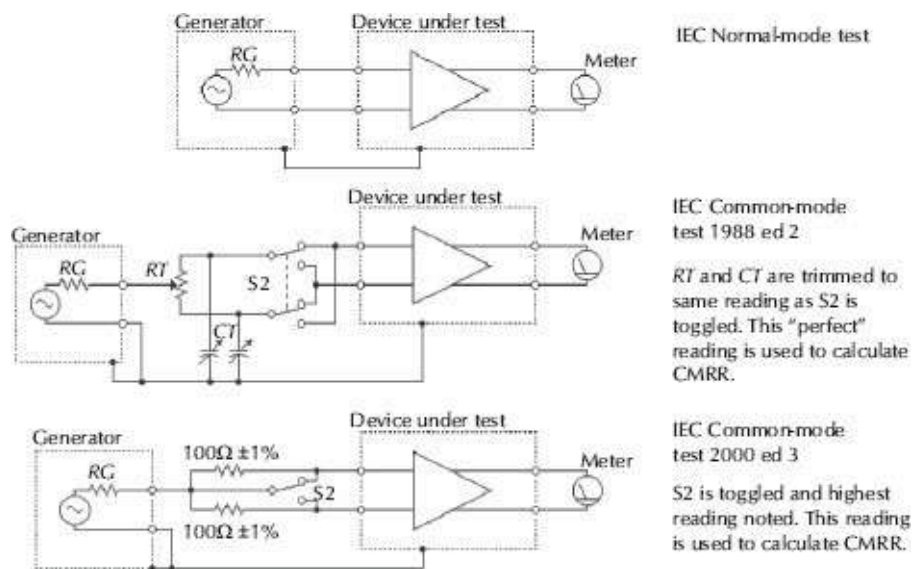 Generator
Device under test
RG
Meter
IEC Normal-mode test
Device under test
Generator
RG
RT
S2
CT
Meter
IEC Common-mode
test 1988 ed 2
RT and CT are trimmed to
same reading as S2 is
toggled. This “perfect”
reading is used to calculate
CMRR.
Device under test
Generator
RG
100Ω ±1%
S2
100Ω ±1%
Meter
IEC Common-mode
test 2000 ed 3
S2 is toggled and highest
reading noted. This reading
is used to calculate CMRR.